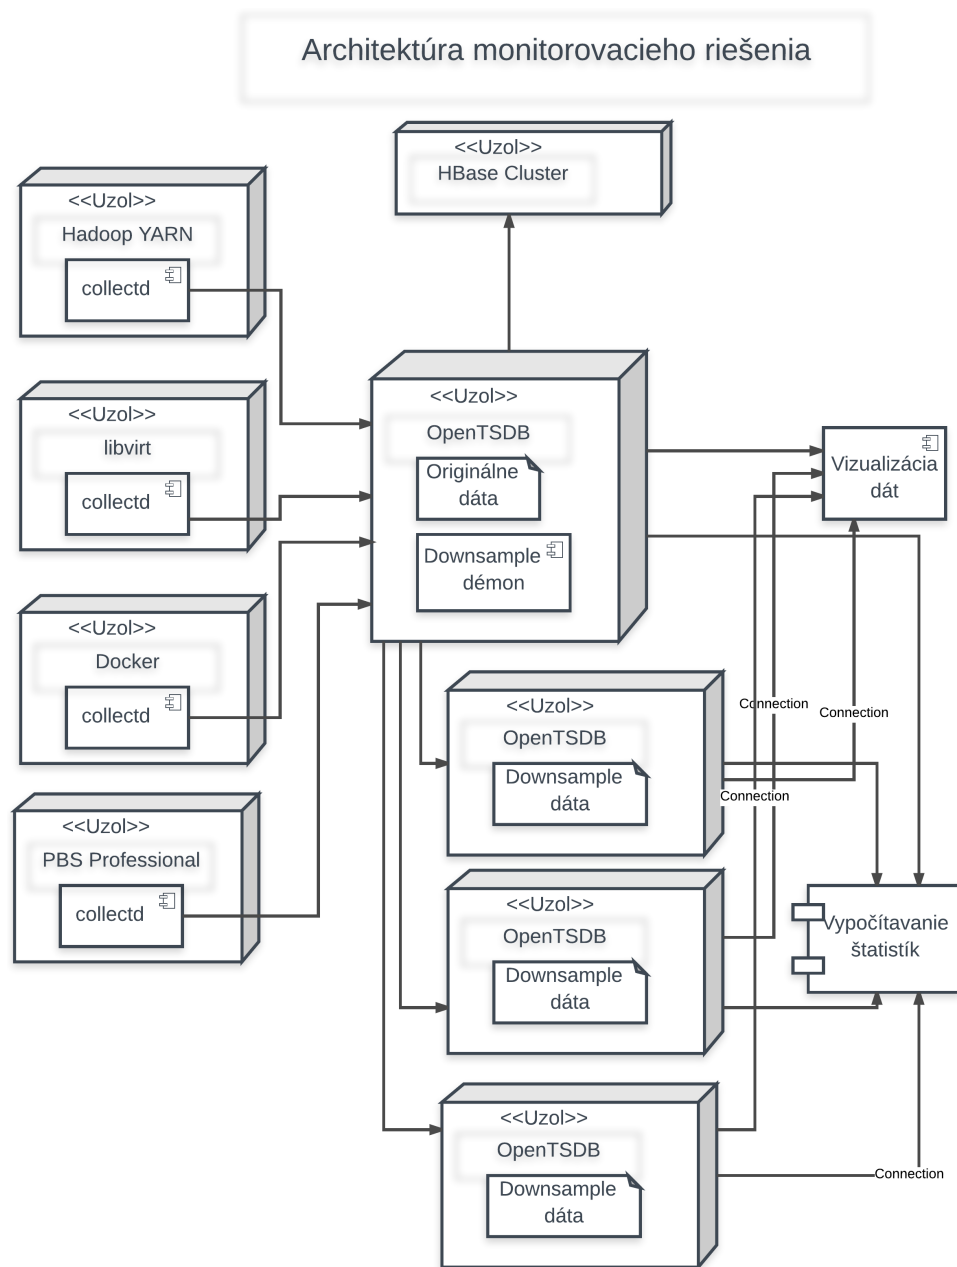 Architektúra monitorovacieho riešenia
<<Uzol>>
HBase Cluster
<<Uzol>>
Hadoop YARN
collectd
<<Uzol>>
libvirt
collectd
<<Uzol>>
Docker
collectd
<<Uzol>>
PBS Professional
collectd
<<Uzol>>
OpenTSDB
Originálne
dáta
Downsample
démon
<<Uzol>>
OpenTSDB
Downsample
dáta
<<Uzol>>
OpenTSDB
Downsample
dáta
<<Uzol>>
OpenTSDB
Downsample
dáta
Vizualizácia
dát
Connection
Connection
Connection
Vypočítavanie
štatistík
Connection